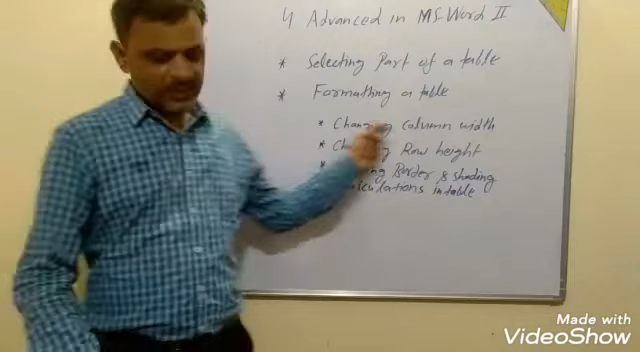 4 Advanced in MS-Word II
* Selecting Part of a table
* Formatting a table
* Changing column width
* Row height
* Border & shading
in table
Made with
VideoShow